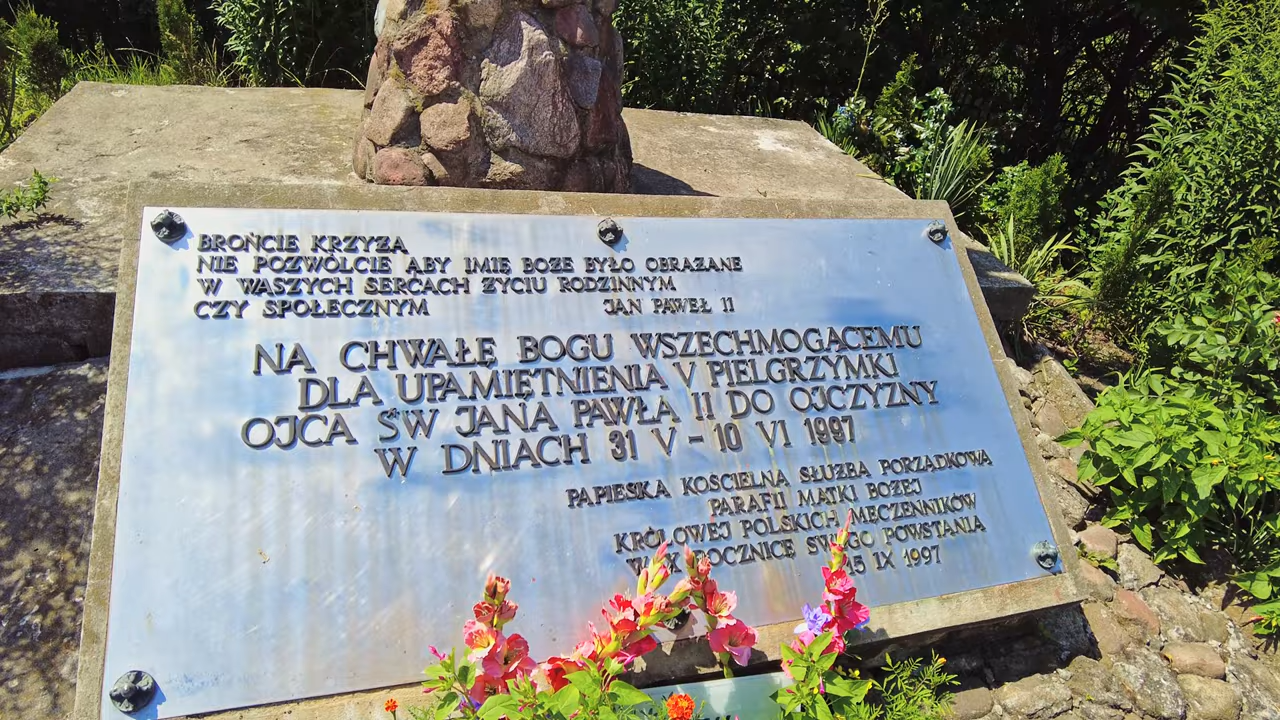 BROŃCIE KRZYŻA
NIE POZWÓLCIE ABY IMIĘ BOŻE BYŁO OBRAŻANE
W WASZYCH SERCACH ŻYCIU RODZINNYM
CZY SPOŁECZNYM JAN PAWEŁ II
NA CHWAŁĘ BOGU WSZECHMOGĄCEMU
DLA UPAMIĘTNIENIA V PIELGRZYMKI
OJCA ŚW JANA PAWŁA II DO OJCZYZNY
W DNIACH 31 V – 10 VI 1997
PAPIESKA KOŚCIELNA SŁUŻBA PORZĄDKOWA
PARAFII MATKI BOŻEJ
KRÓLOWEJ POLSKICH MĘCZENNIKÓW
W X ROCZNICĘ SWEGO POWSTANIA
15 IX 1997